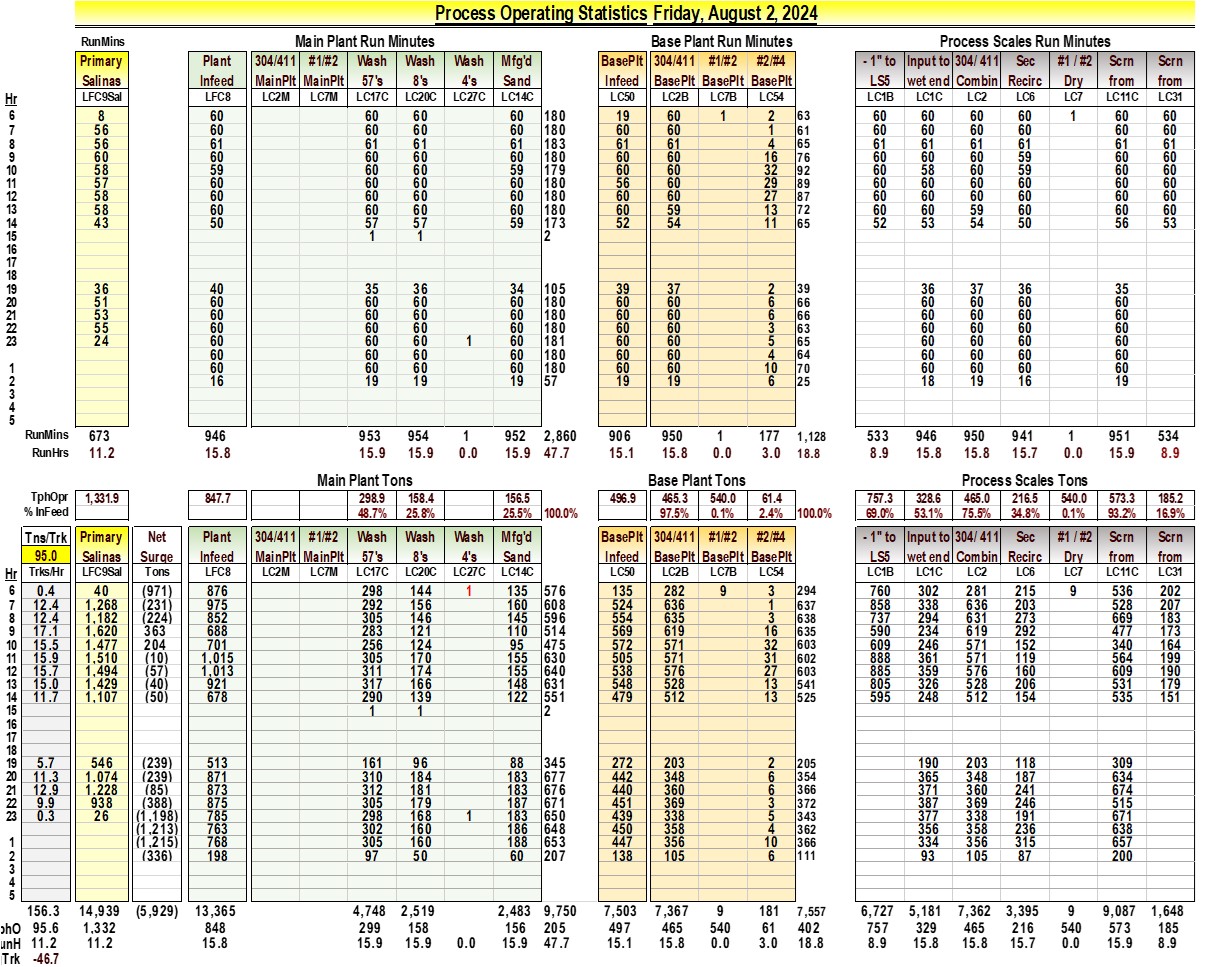 Process Operating Statistics Friday, August 2, 2024
RunMins Main Plant Run Minutes Base Plant Run Minutes Process Scales Run Minutes
Primary Plant 304/411 #1/#2 Wash Wash Wash Mfg'd BasePlt 304/411 #1/#2 #2/#4 - 1" to Input to 304/ 411 Sec #1 / #2 Scrn Scrn
Salinas Infeed MainPlt MainPlt 57's 8's 4's Sand Infeed BasePlt BasePlt BasePlt LS5 wet end Combin Recirc Dry from from
Hr LFC9Sal LFC8 LC2M LC7M LC17C LC20C LC27C LC14C LC50 LC2B LC7B LC54 LC1B LC1C LC2 LC6 LC7 LC11C LC31
6 8 60 60 60 60 180 19 60 1 2 63 60 60 60 60 1 60 60
7 56 60 60 60 60 180 60 60 1 61 60 60 60 60 60 60
8 56 61 61 61 61 183 61 61 4 65 61 61 61 61 61 61
9 60 60 60 60 60 180 60 60 16 76 60 60 60 59 60 60
10 58 59 60 60 59 179 60 60 32 92 60 58 60 59 60 60
11 57 60 60 60 60 180 56 60 29 89 60 60 60 60 60 60
12 58 60 60 60 60 180 60 60 27 87 60 60 60 60 60 60
13 58 60 60 60 60 180 60 59 13 72 60 60 59 60 60 60
14 43 50 57 57 59 173 52 54 11 65 52 53 54 50 56 53
15 1 1 2
16
17
18
19 36 40 35 36 34 105 39 37 2 39 36 37 36 35
20 51 60 60 60 60 180 60 60 6 66 60 60 60 60
21 53 60 60 60 60 180 60 60 6 66 60 60 60 60
22 55 60 60 60 60 180 60 60 3 63 60 60 60 60
23 24 60 60 60 1 60 181 60 60 5 65 60 60 60 60
60 60 60 60 180 60 60 4 64 60 60 60 60
1 60 60 60 60 180 60 60 10 70 60 60 60 60
2 16 19 19 19 57 19 19 6 25 18 19 16 19
3
4
5
RunMins 673 946 953 954 1 952 2,860 906 950 1 177 1,128 533 946 950 941 1 951 534
RunHrs 11.2 15.8 15.9 15.9 0.0 15.9 47.7 15.1 15.8 0.0 3.0 18.8 8.9 15.8 15.8 15.7 0.0 15.9 8.9
Main Plant Tons Base Plant Tons Process Scales Tons
TphOpr 1,331.9 847.7 298.9 158.4 156.5 496.9 465.3 540.0 61.4 757.3 328.6 465.0 216.5 540.0 573.3 185.2
% InFeed 48.7% 25.8% 25.5% 100.0% 97.5% 0.1% 2.4% 100.0% 69.0% 53.1% 75.5% 34.8% 0.1% 93.2% 16.9%
Tns/Trk Primary Net Plant 304/411 #1/#2 Wash Wash Wash Mfg'd BasePlt 304/411 #1/#2 #2/#4 - 1" to Input to 304/ 411 Sec #1 / #2 Scrn Scrn
95.0 Salinas Surge Infeed MainPlt MainPlt 57's 8's 4's Sand Infeed BasePlt BasePlt BasePlt LS5 wet end Combin Recirc Dry from from
Hr Trks/Hr LFC9Sal Tons LFC8 LC2M LC7M LC17C LC20C LC27C LC14C LC50 LC2B LC7B LC54 LC1B LC1C LC2 LC6 LC7 LC11C LC31
6 0.4 40 (971) 876 298 144 1 135 576 135 282 9 3 294 760 302 281 215 9 536 202
7 12.4 1,268 (231) 975 292 156 160 608 524 636 1 637 858 338 636 203 528 207
8 12.4 1,182 (224) 852 305 146 145 596 554 635 3 638 737 294 631 273 669 183
9 17.1 1,620 363 688 283 121 110 514 569 619 16 635 590 234 619 292 477 173
10 15.5 1,477 204 701 256 124 95 475 572 571 32 603 609 246 571 152 340 164
11 15.9 1,510 (10) 1,015 305 170 155 630 505 571 31 602 888 361 571 119 564 199
12 15.7 1,494 (57) 1,013 311 174 155 640 538 576 27 603 885 359 576 160 609 190
13 15.0 1,429 (40) 921 317 166 148 631 548 528 13 541 805 326 528 206 531 179
14 11.7 1,107 (50) 678 290 139 122 551 479 512 13 525 595 248 512 154 535 151
15 1 1 2
16
17
18
19 5.7 546 (239) 513 161 96 88 345 272 203 2 205 190 203 118 309
20 11.3 1.074 (239) 871 310 184 183 677 442 348 6 354 365 348 187 634
21 12.9 1.228 (85) 873 312 181 183 676 440 360 6 366 371 360 241 674
22 9.9 938 (388) 875 305 179 187 671 451 369 3 372 387 369 246 515
23 0.3 26 (1,198) 785 298 168 1 183 650 439 338 5 343 377 338 191 671
(1,213) 763 302 160 186 648 450 358 4 362 356 358 236 638
1 (1,215) 768 305 160 188 653 447 356 10 366 334 356 315 657
2 (336) 198 97 50 60 207 138 105 6 111 93 105 87 200
3
4
5
156.3 14,939 (5,929) 13,365 4,748 2,519 2,483 9,750 7,503 7,367 9 181 7,557 6,727 5,181 7,362 3,395 9 9,087 1,648
phO 95.6 1,332 848 299 158 156 205 497 465 540 61 402 757 329 465 216 540 573 185
unH 11.2 11.2 15.8 15.9 15.9 0.0 15.9 47.7 15.1 15.8 0.0 3.0 18.8 8.9 15.8 15.8 15.7 0.0 15.9 8.9
Trk -46.7